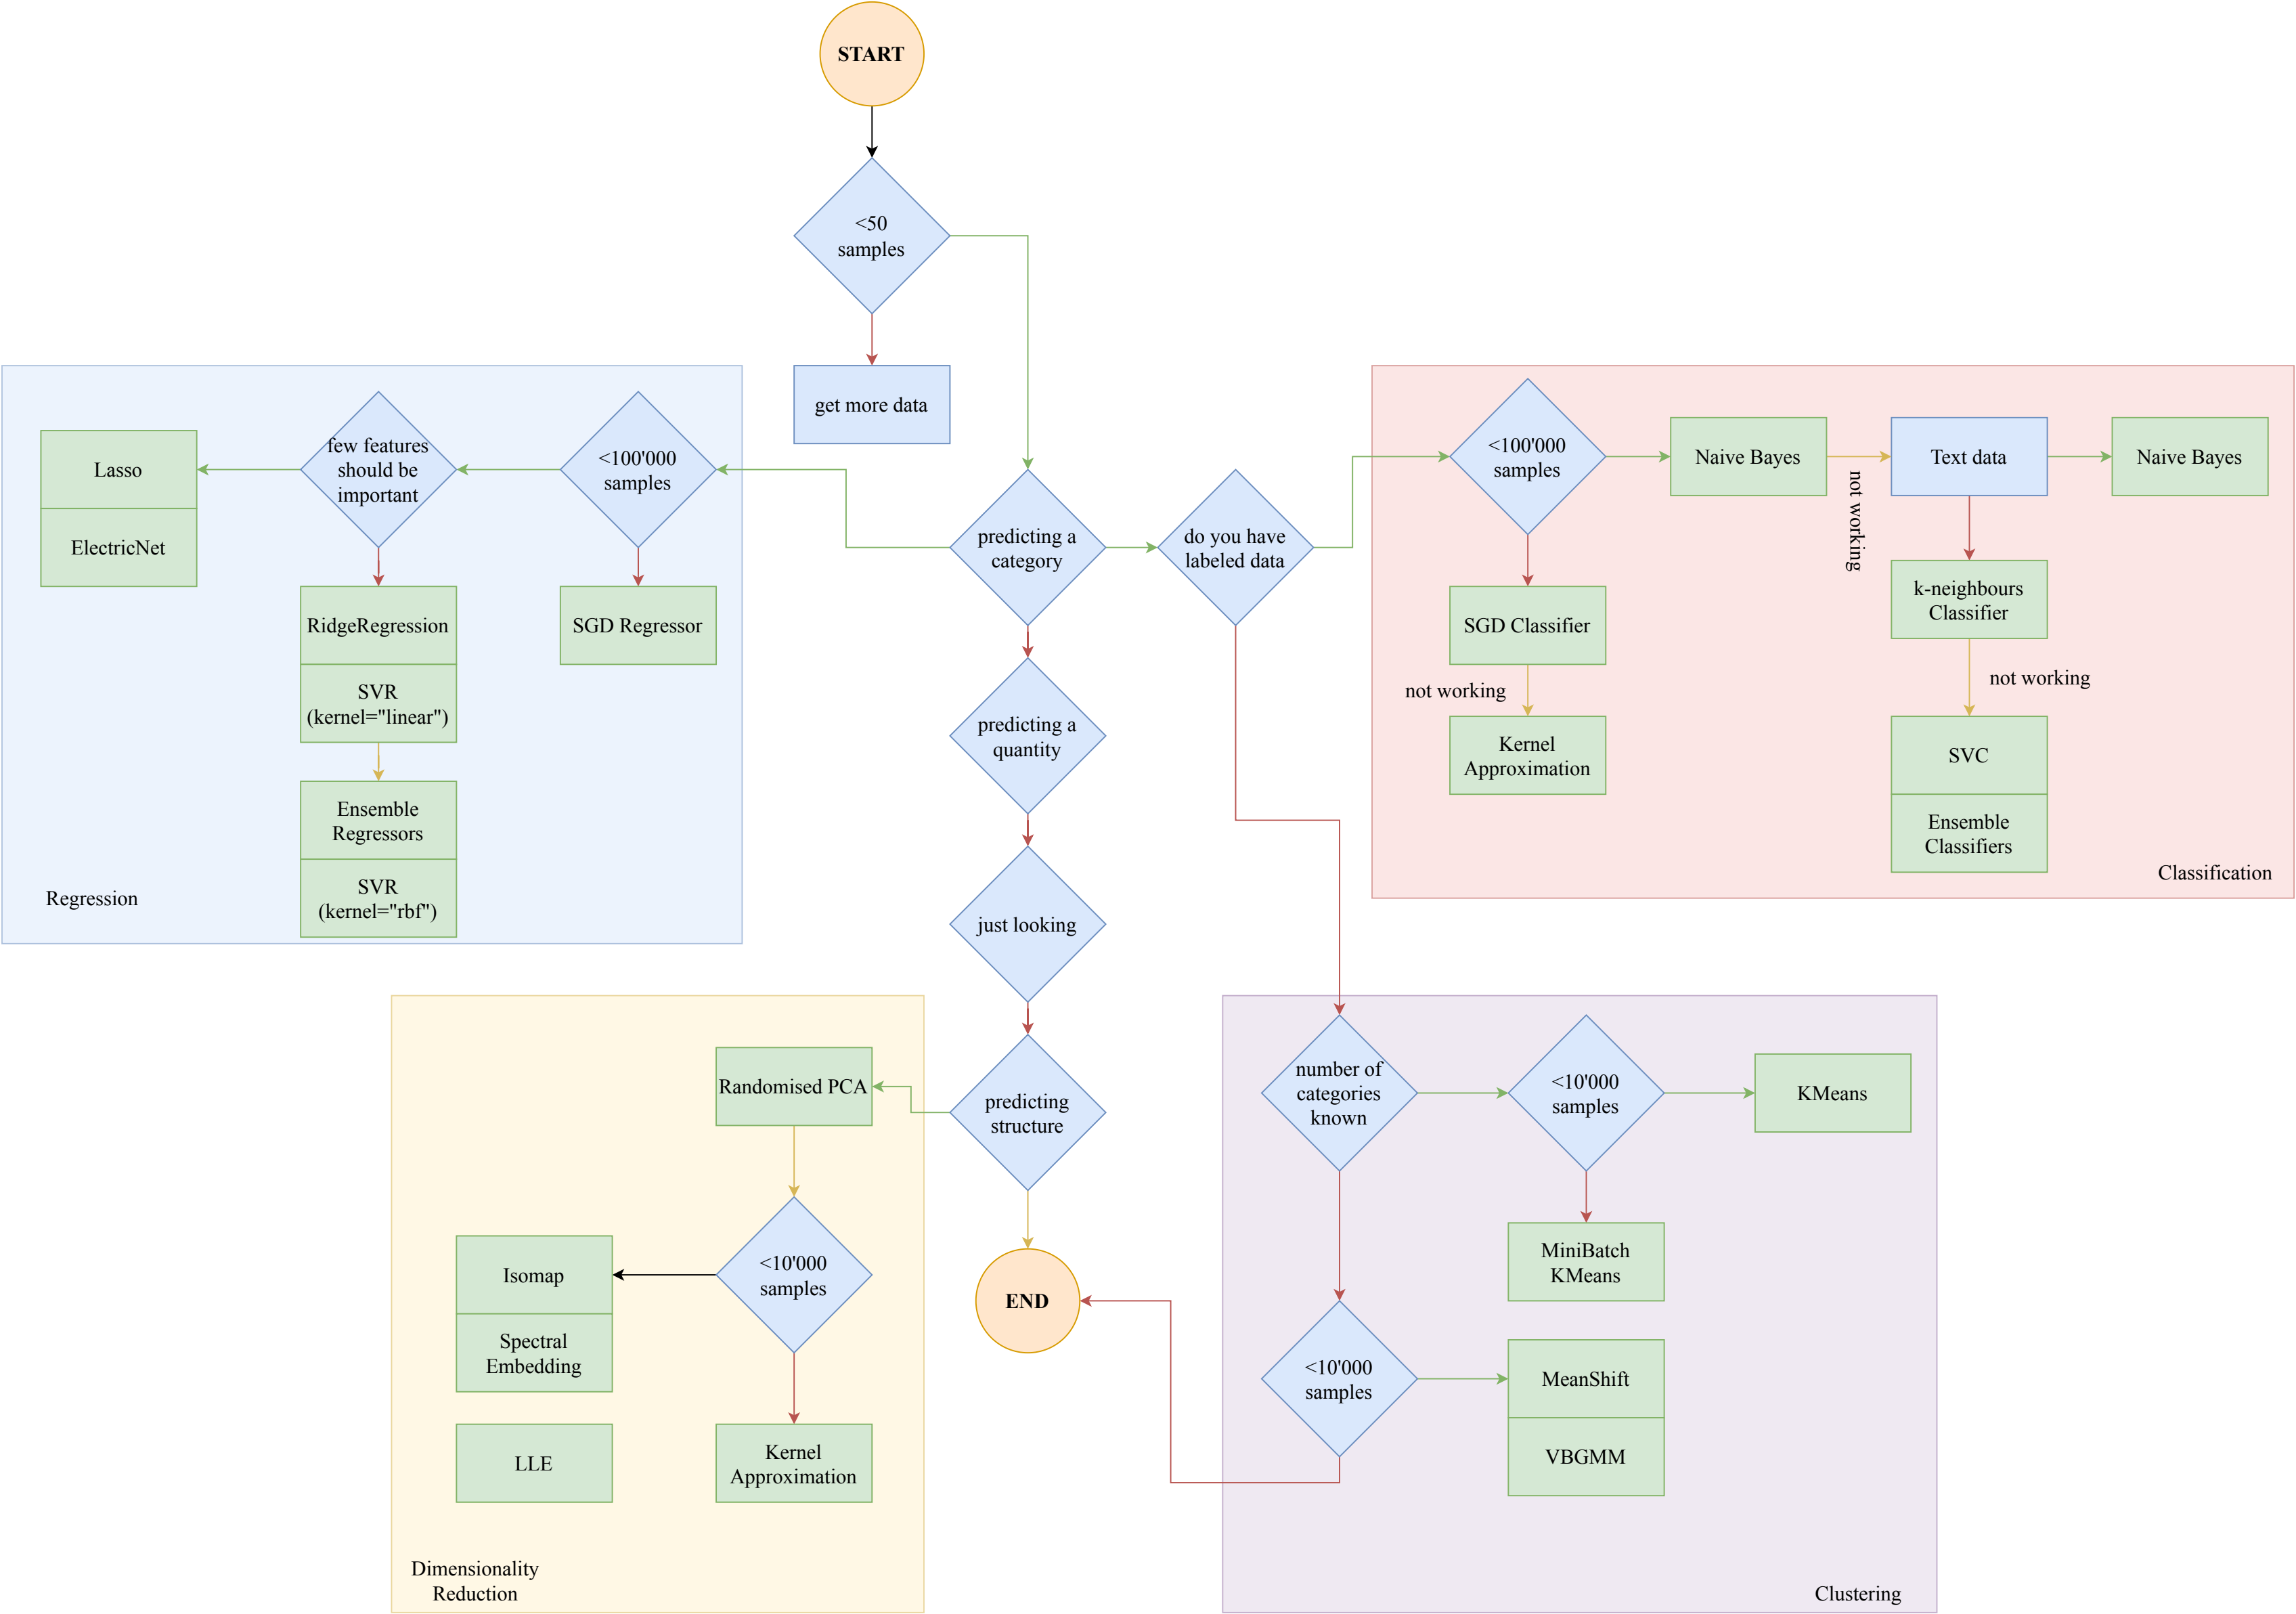 START
<50
samples
get more data
few features
should be
important
<100'000
samples
Lasso
ElectricNet
RidgeRegression
SVR
(kernel="linear")
SGD Regressor
Ensemble
Regressors
SVR
(kernel="rbf")
Regression
predicting a
category
do you have
labeled data
predicting a
quantity
just looking
predicting
structure
END
<100'000
samples
Naive Bayes
not working
Text data
Naive Bayes
SGD Classifier
not working
Kernel
Approximation
k-neighbours
Classifier
not working
SVC
Ensemble
Classifiers
Classification
Randomised PCA
<10'000
samples
Isomap
Spectral
Embedding
LLE
Kernel
Approximation
Dimensionality
Reduction
number of
categories
known
<10'000
samples
KMeans
MiniBatch
KMeans
<10'000
samples
MeanShift
VBGMM
Clustering